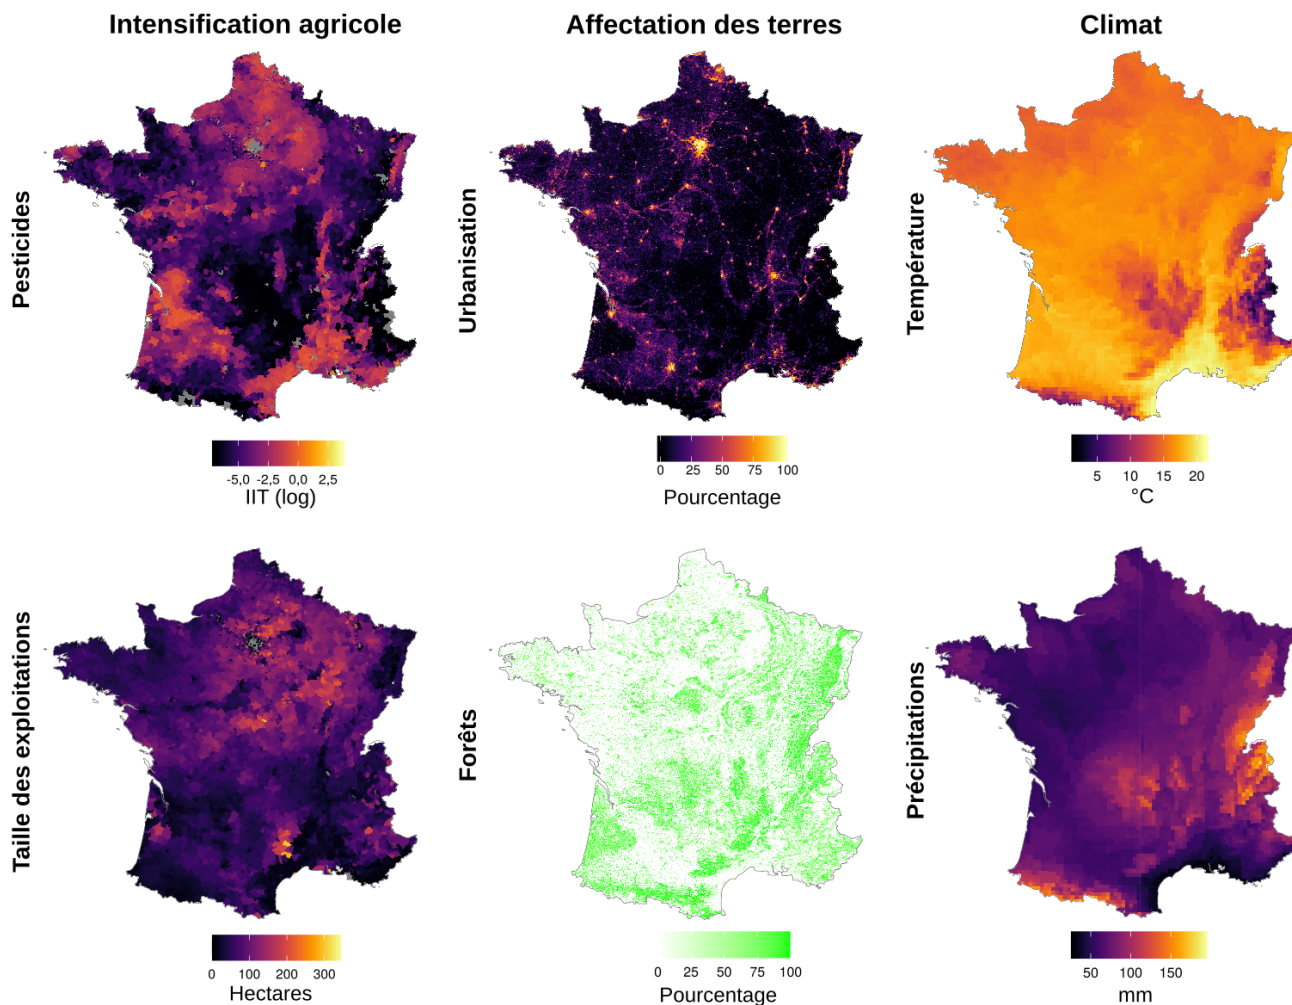 Intensification agricole
Affectation des terres
Climat
Pesticides
Urbanisation
Température
-5,0 -2,5 0,0 2,5
IIT (log)
0 25 50 75 100
Pourcentage
5 10 15 20
°C
Taille des exploitations
Forêts
Précipitations
0 100 200 300
Hectares
0 25 50 75 100
Pourcentage
50 100 150
mm